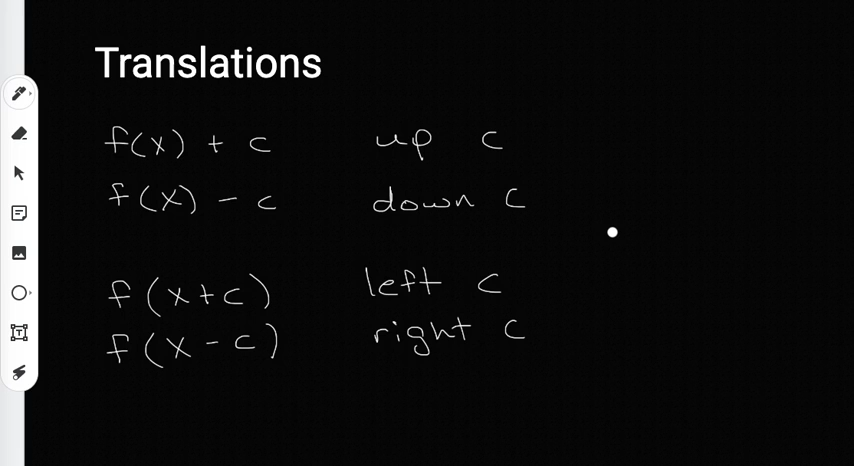 Translations
f(x) + c up c
f(x) - c down c
f(x+c) left c
f(x-c) right c